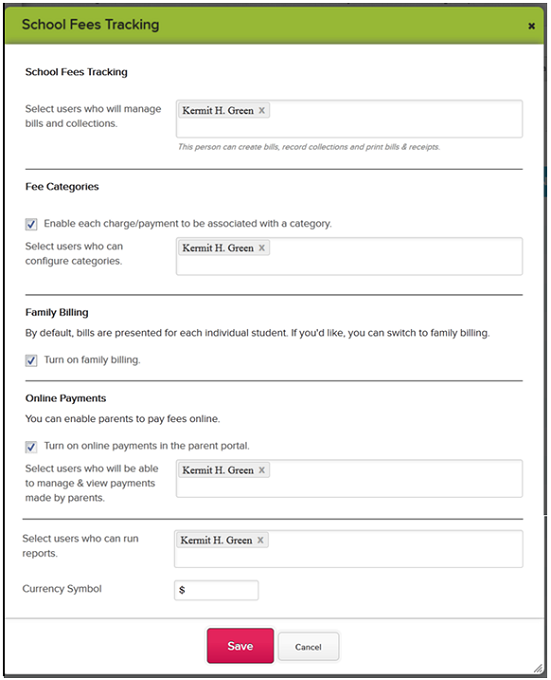 School Fees Tracking
×
School Fees Tracking
Select users who will manage
bills and collections.
Kermit H. Green x
This person can create bills, record collections and print bills & receipts.
Fee Categories
Enable each charge/payment to be associated with a category.
Select users who can
configure categories.
Kermit H. Green x
Family Billing
By default, bills are presented for each individual student. If you'd like, you can switch to family billing.
Turn on family billing.
Online Payments
You can enable parents to pay fees online.
Turn on online payments in the parent portal.
Select users who will be able
to manage & view payments
made by parents.
Kermit H. Green x
Select users who can run
reports.
Kermit H. Green x
Currency Symbol
$
Save
Cancel